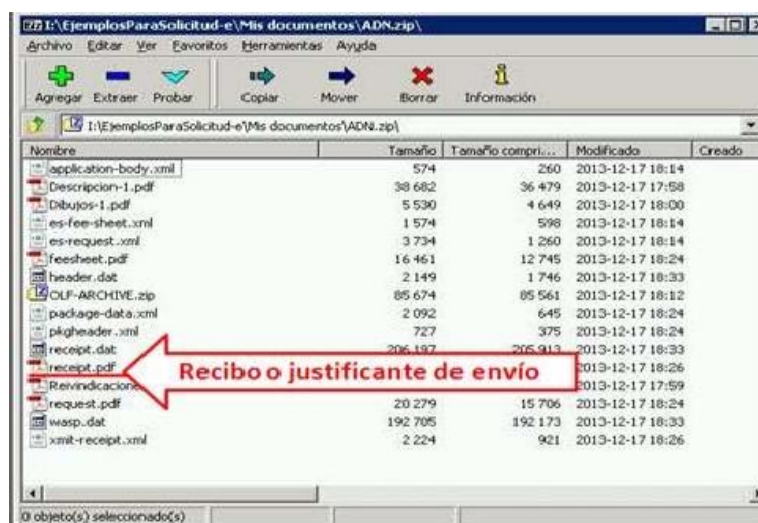 I:\EjemplosParaSolicitud-e\Mis documentos\ADN.zip\
Archivo Editar Ver Favoritos Herramientas Ayuda
Agregar Extraer Probar Copiar Mover Borrar Información
I:\EjemplosParaSolicitud-e\Mis documentos\ADN.zip\
Nombre Tamaño Tamaño compri... Modificado Creado
application-body.xml 574 260 2013-12-17 18:14
Descripcion-1.pdf 38 682 36 479 2013-12-17 17:58
Dibujos-1.pdf 5 530 4 649 2013-12-17 18:00
es-fee-sheet.xml 1 574 598 2013-12-17 18:14
es-request.xml 3 734 1 260 2013-12-17 18:14
feesheet.pdf 16 461 12 745 2013-12-17 18:24
header.dat 2 149 1 746 2013-12-17 18:33
OLF-ARCHIVE.zip 85 674 85 561 2013-12-17 18:12
package-data.xml 2 092 645 2013-12-17 18:24
pkgheader.xml 727 375 2013-12-17 18:24
receipt.dat 206 197 205 913 2013-12-17 18:33
receipt.pdf Recibo o justificante de envío 2013-12-17 18:26
Reivindicacione 2013-12-17 17:59
request.pdf 20 279 15 706 2013-12-17 18:24
wasp.dat 192 705 192 173 2013-12-17 18:33
xmit-receipt.xml 2 224 921 2013-12-17 18:26
0 objeto(s) seleccionado(s)